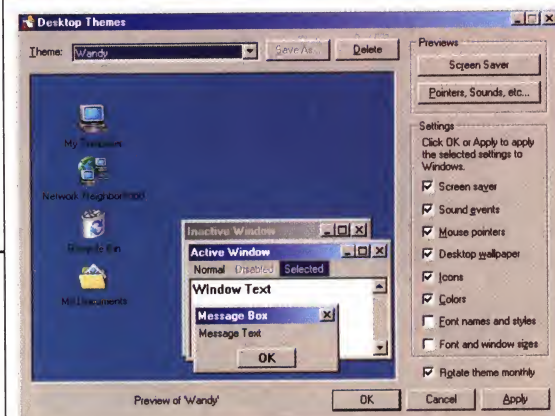 Desktop Themes
Theme:
Wandy
Save As...
Delete
Previews
Screen Saver
Pointers, Sounds, etc...
Settings
Click OK or Apply to apply
the selected settings to
Windows.
Screen saver
Sound events
Mouse pointers
Desktop wallpaper
Icons
Colors
Font names and styles
Font and window sizes
Rotate theme monthly
My Computer
Network Neighborhood
Recycle Bin
My Documents
Inactive Window
Active Window
Normal Disabled Selected
Window Text
Message Box
Message Text
OK
Preview of 'Wandy'
OK
Cancel
Apply